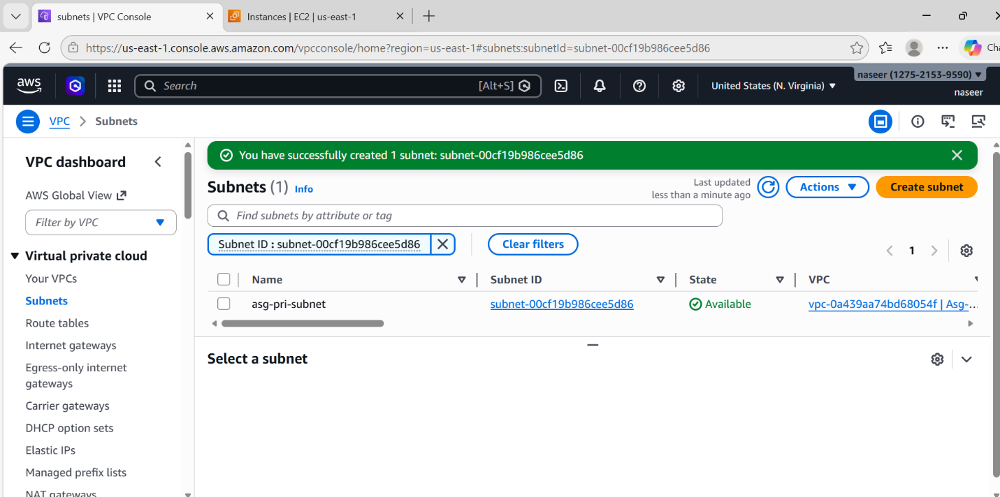 subnets | VPC Console
Instances | EC2 | us-east-1
https://us-east-1.console.aws.amazon.com/vpcconsole/home?region=us-east-1#subnets:subnetId=subnet-00cf19b986cee5d86
Cha
aws
Search
[Alt+S]
United States (N. Virginia)
naseer (1275-2153-9590)
naseer
VPC
Subnets
VPC dashboard
AWS Global View
Filter by VPC
Virtual private cloud
Your VPCs
Subnets
Route tables
Internet gateways
Egress-only internet
gateways
Carrier gateways
DHCP option sets
Elastic IPs
Managed prefix lists
NAT gateways
You have successfully created 1 subnet: subnet-00cf19b986cee5d86
Subnets (1) Info
Last updated
less than a minute ago
Actions
Create subnet
Find subnets by attribute or tag
Subnet ID : subnet-00cf19b986cee5d86
Clear filters
1
Name
Subnet ID
State
VPC
asg-pri-subnet
subnet-00cf19b986cee5d86
Available
vpc-0a439aa74bd68054f | Asg-...
Select a subnet